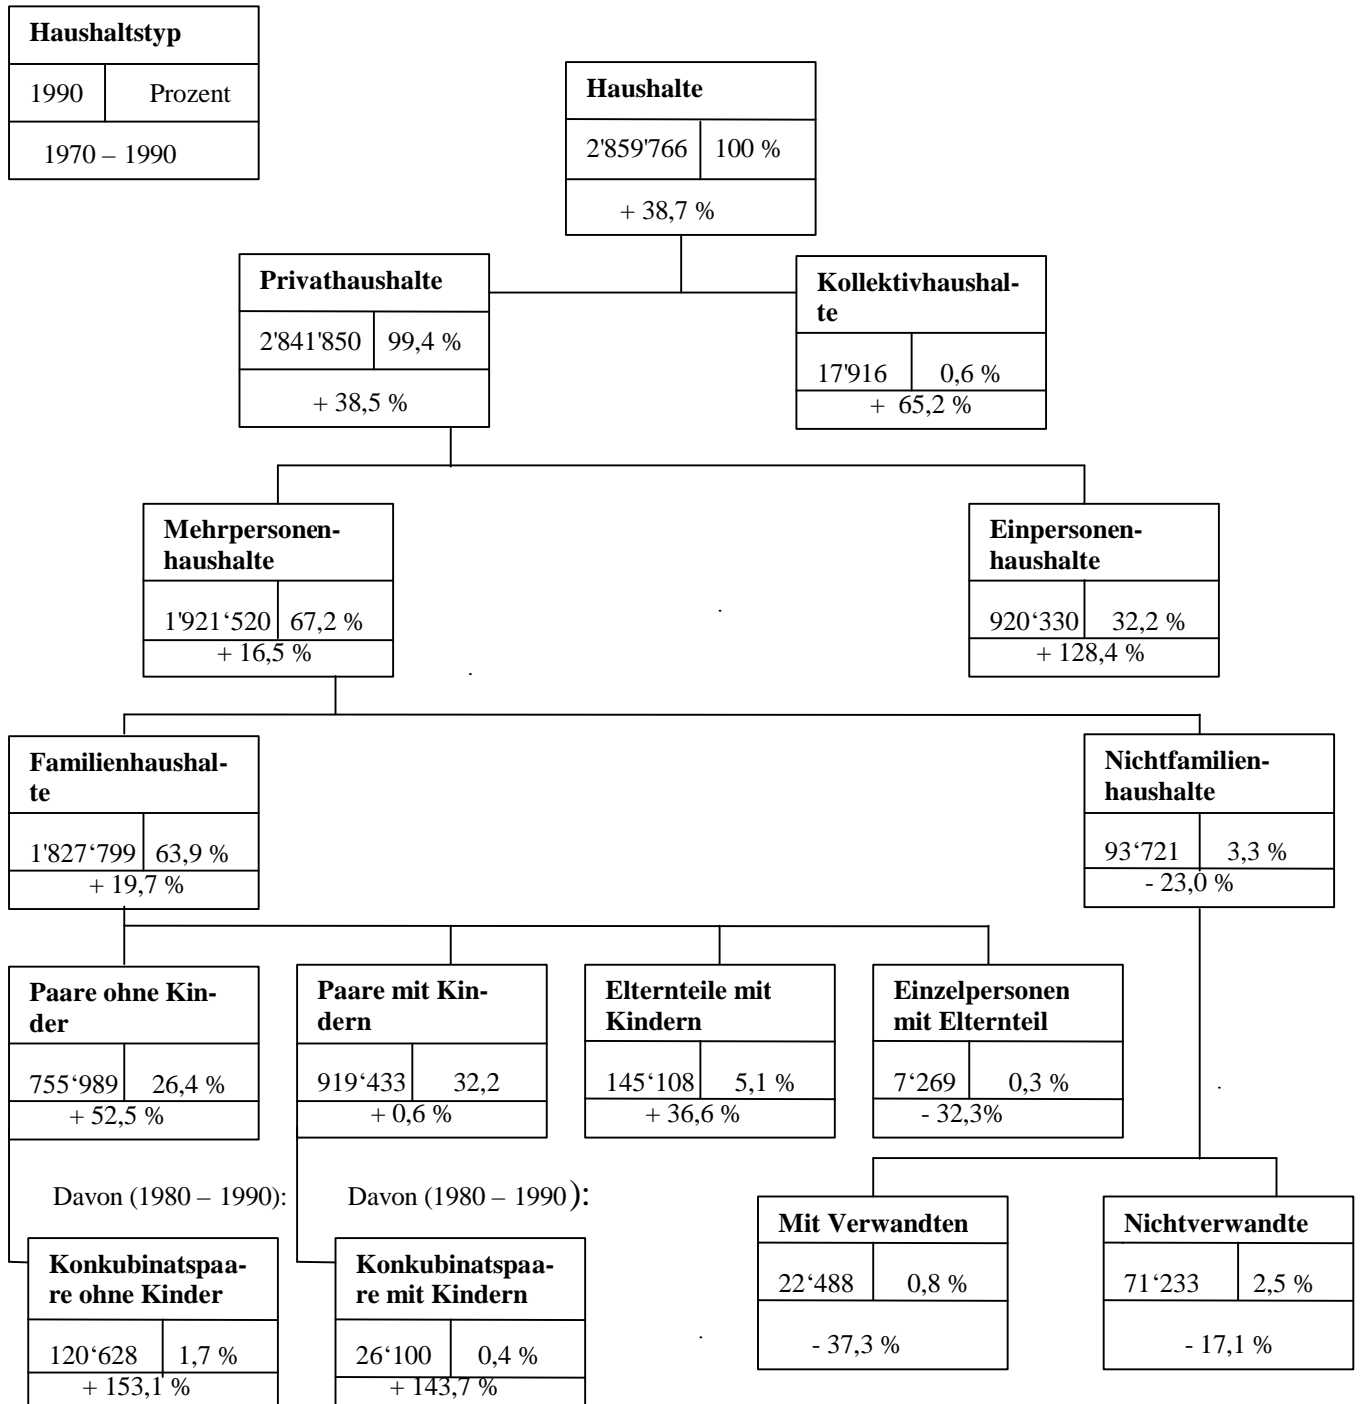 Haushaltstyp
1990 Prozent
1970 – 1990
Haushalte
2'859'766 100 %
+ 38,7 %
Privathaushalte
2'841'850 99,4 %
+ 38,5 %
Kollektivhaushal-
te
17'916 0,6 %
+ 65,2 %
Mehrpersonen-
haushalte
1'921‘520 67,2 %
+ 16,5 %
Einpersonen-
haushalte
920‘330 32,2 %
+ 128,4 %
Familienhaushal-
te
1'827‘799 63,9 %
+ 19,7 %
Nichtfamilien-
haushalte
93‘721 3,3 %
- 23,0 %
Paare ohne Kin-
der
755‘989 26,4 %
+ 52,5 %
Paare mit Kin-
dern
919‘433 32,2
+ 0,6 %
Elternteile mit
Kindern
145‘108 5,1 %
+ 36,6 %
Einzelpersonen
mit Elternteil
7‘269 0,3 %
- 32,3%
Davon (1980 – 1990):
Davon (1980 – 1990):
Konkubinatspaa-
re ohne Kinder
120‘628 1,7 %
+ 153,1 %
Konkubinatspaa-
re mit Kindern
26‘100 0,4 %
+ 143,7 %
Mit Verwandten
22‘488 0,8 %
- 37,3 %
Nichtverwandte
71‘233 2,5 %
- 17,1 %